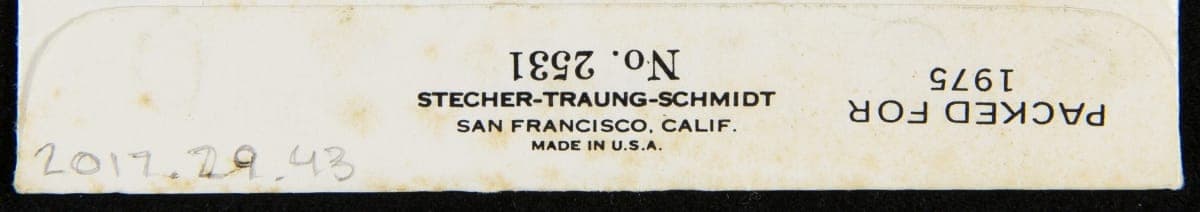 No. 2531
STECHER-TRAUNG-SCHMIDT
SAN FRANCISCO, CALIF.
MADE IN U.S.A.
PACKED FOR
1975
2017.29.43